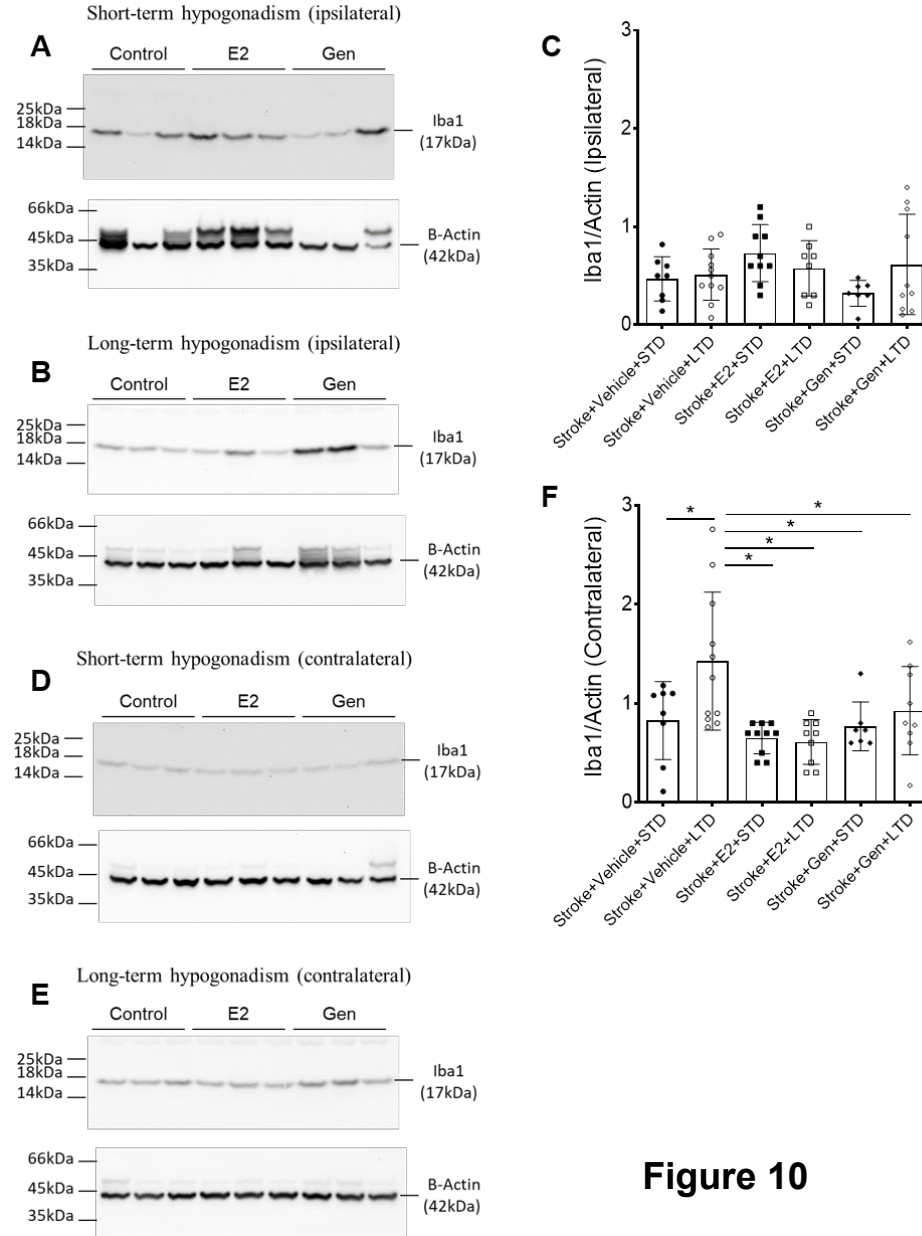 Short-term hypogonadism (ipsilateral)
A
Control E2 Gen
25kDa
18kDa
14kDa
Iba1
(17kDa)
66kDa
45kDa
35kDa
B-Actin
(42kDa)
Long-term hypogonadism (ipsilateral)
B
Control E2 Gen
25kDa
18kDa
14kDa
Iba1
(17kDa)
66kDa
45kDa
35kDa
B-Actin
(42kDa)
C
Iba1/Actin (Ipsilateral)
3
2
1
0
Stroke+Vehicle+STD
Stroke+Vehicle+LTD
Stroke+E2+STD
Stroke+E2+LTD
Stroke+Gen+STD
Stroke+Gen+LTD
Short-term hypogonadism (contralateral)
D
Control E2 Gen
25kDa
18kDa
14kDa
Iba1
(17kDa)
66kDa
45kDa
35kDa
B-Actin
(42kDa)
Long-term hypogonadism (contralateral)
E
Control E2 Gen
25kDa
18kDa
14kDa
Iba1
(17kDa)
66kDa
45kDa
35kDa
B-Actin
(42kDa)
F
Iba1/Actin (Contralateral)
3
2
1
0
*
*
*
*
*
Stroke+Vehicle+STD
Stroke+Vehicle+LTD
Stroke+E2+STD
Stroke+E2+LTD
Stroke+Gen+STD
Stroke+Gen+LTD
Figure 10